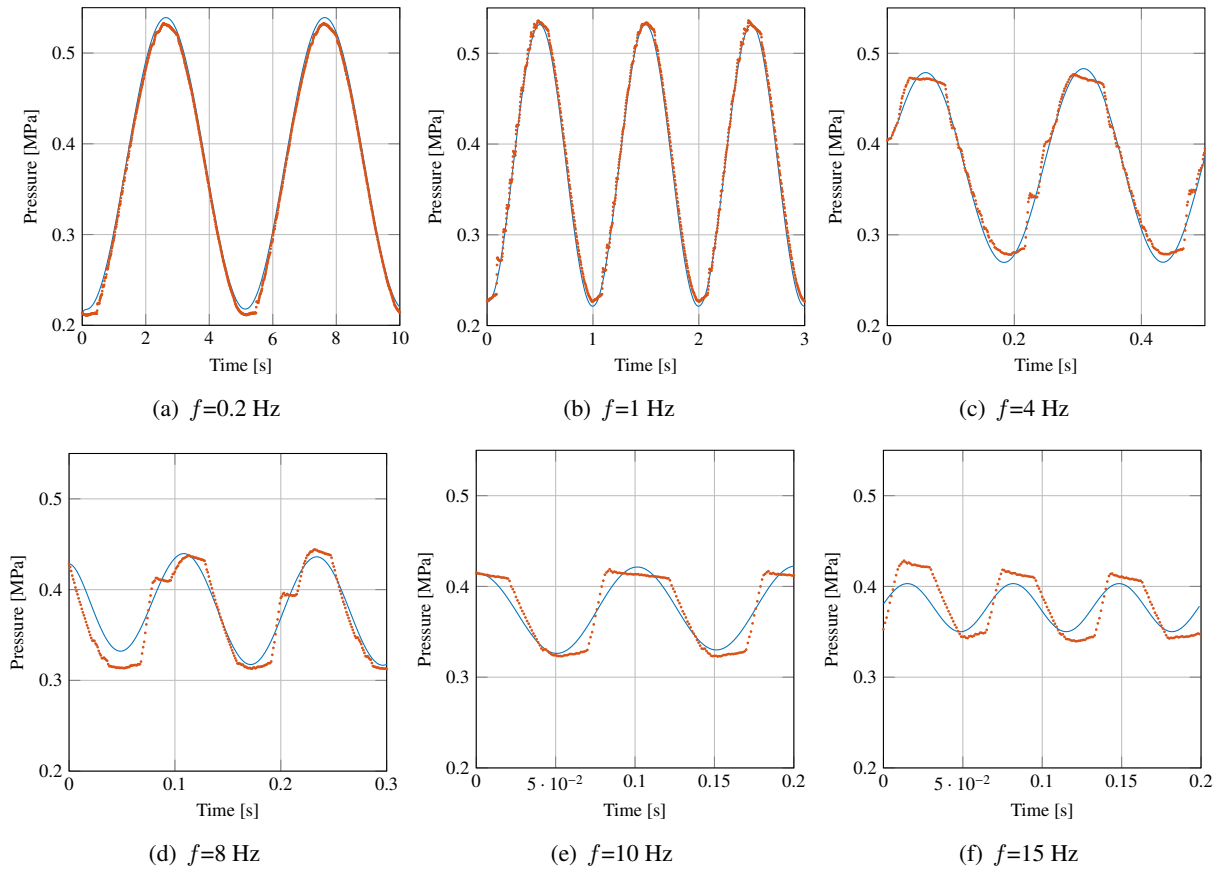 0.5
0.4
0.3
0.2
Pressure [MPa]
0 2 4 6 8 10
Time [s]
(a) f=0.2 Hz
0.5
0.4
0.3
0.2
Pressure [MPa]
0 1 2 3
Time [s]
(b) f=1 Hz
0.5
0.4
0.3
0.2
Pressure [MPa]
0 0.2 0.4
Time [s]
(c) f=4 Hz
0.5
0.4
0.3
0.2
Pressure [MPa]
0 0.1 0.2 0.3
Time [s]
(d) f=8 Hz
0.5
0.4
0.3
0.2
Pressure [MPa]
0 5 · 10⁻² 0.1 0.15 0.2
Time [s]
(e) f=10 Hz
0.5
0.4
0.3
0.2
Pressure [MPa]
0 5 · 10⁻² 0.1 0.15 0.2
Time [s]
(f) f=15 Hz